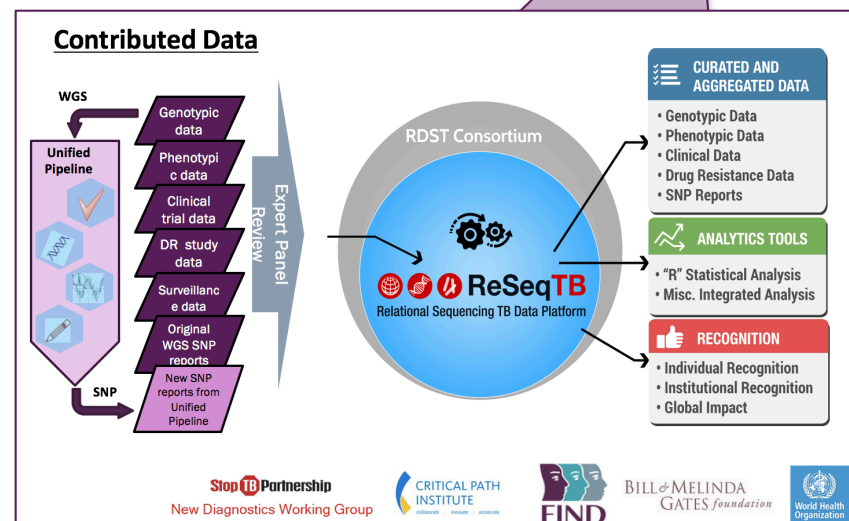 Contributed Data
WGS
Unified
Pipeline
SNP
Genotypic
data
Phenotypi
c data
Clinical
trial data
DR study
data
Surveillanc
e data
Original
WGS SNP
reports
New SNP
reports from
Unified
Pipeline
Expert Panel
Review
RDST Consortium
ReSeqTB
Relational Sequencing TB Data Platform
CURATED AND
AGGREGATED DATA
• Genotypic Data
• Phenotypic Data
• Clinical Data
• Drug Resistance Data
• SNP Reports
ANALYTICS TOOLS
• “R” Statistical Analysis
• Misc. Integrated Analysis
RECOGNITION
• Individual Recognition
• Institutional Recognition
• Global Impact
Stop TB Partnership
New Diagnostics Working Group
CRITICAL PATH
INSTITUTE
collaborate · innovate · accelerate
FIND
BILL & MELINDA
GATES foundation
World Health
Organization